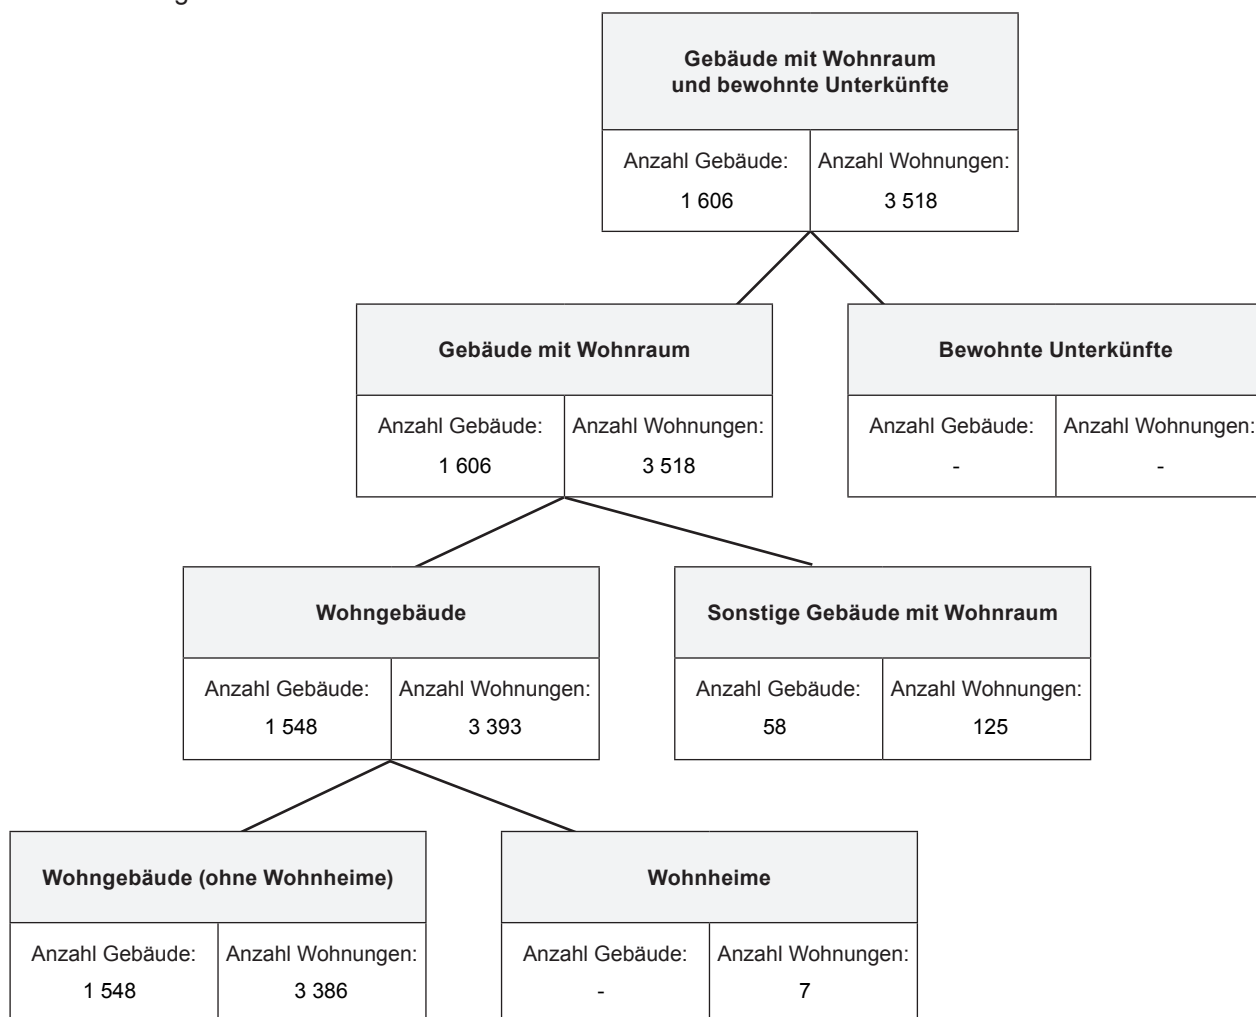 Gebäude mit Wohnraum
und bewohnte Unterkünfte
Anzahl Gebäude: Anzahl Wohnungen:
1 606 3 518
Gebäude mit Wohnraum
Anzahl Gebäude: Anzahl Wohnungen:
1 606 3 518
Bewohnte Unterkünfte
Anzahl Gebäude: Anzahl Wohnungen:
- -
Wohngebäude
Anzahl Gebäude: Anzahl Wohnungen:
1 548 3 393
Sonstige Gebäude mit Wohnraum
Anzahl Gebäude: Anzahl Wohnungen:
58 125
Wohngebäude (ohne Wohnheime)
Anzahl Gebäude: Anzahl Wohnungen:
1 548 3 386
Wohnheime
Anzahl Gebäude: Anzahl Wohnungen:
- 7